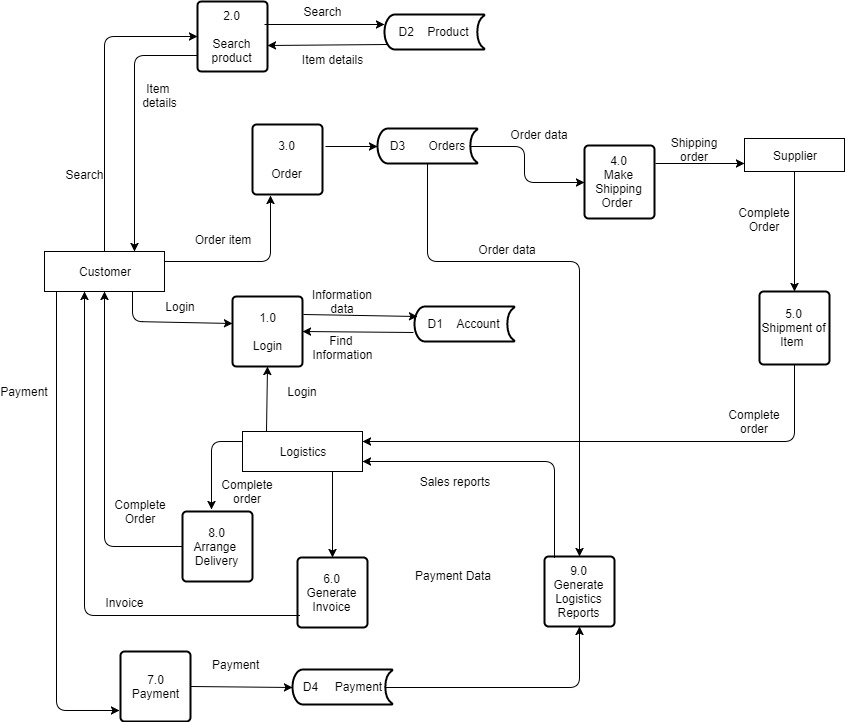 2.0
Search
product
Search
D2 Product
Item details
Item
details
Search
3.0
Order
D3 Orders
Order data
4.0
Make
Shipping
Order
Shipping
order
Supplier
Complete
Order
Order item
Order data
Customer
Login
1.0
Login
Information
data
Find
Information
D1 Account
5.0
Shipment of
Item
Payment
Login
Complete
order
Logistics
Sales reports
Complete
order
Complete
Order
8.0
Arrange
Delivery
6.0
Generate
Invoice
Payment Data
9.0
Generate
Logistics
Reports
Invoice
7.0
Payment
Payment
D4 Payment